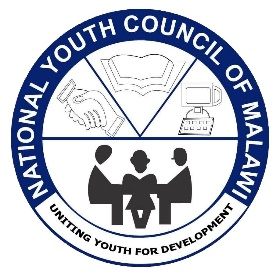 NATIONAL YOUTH COUNCIL OF MALAWI
UNITING YOUTH FOR DEVELOPMENT